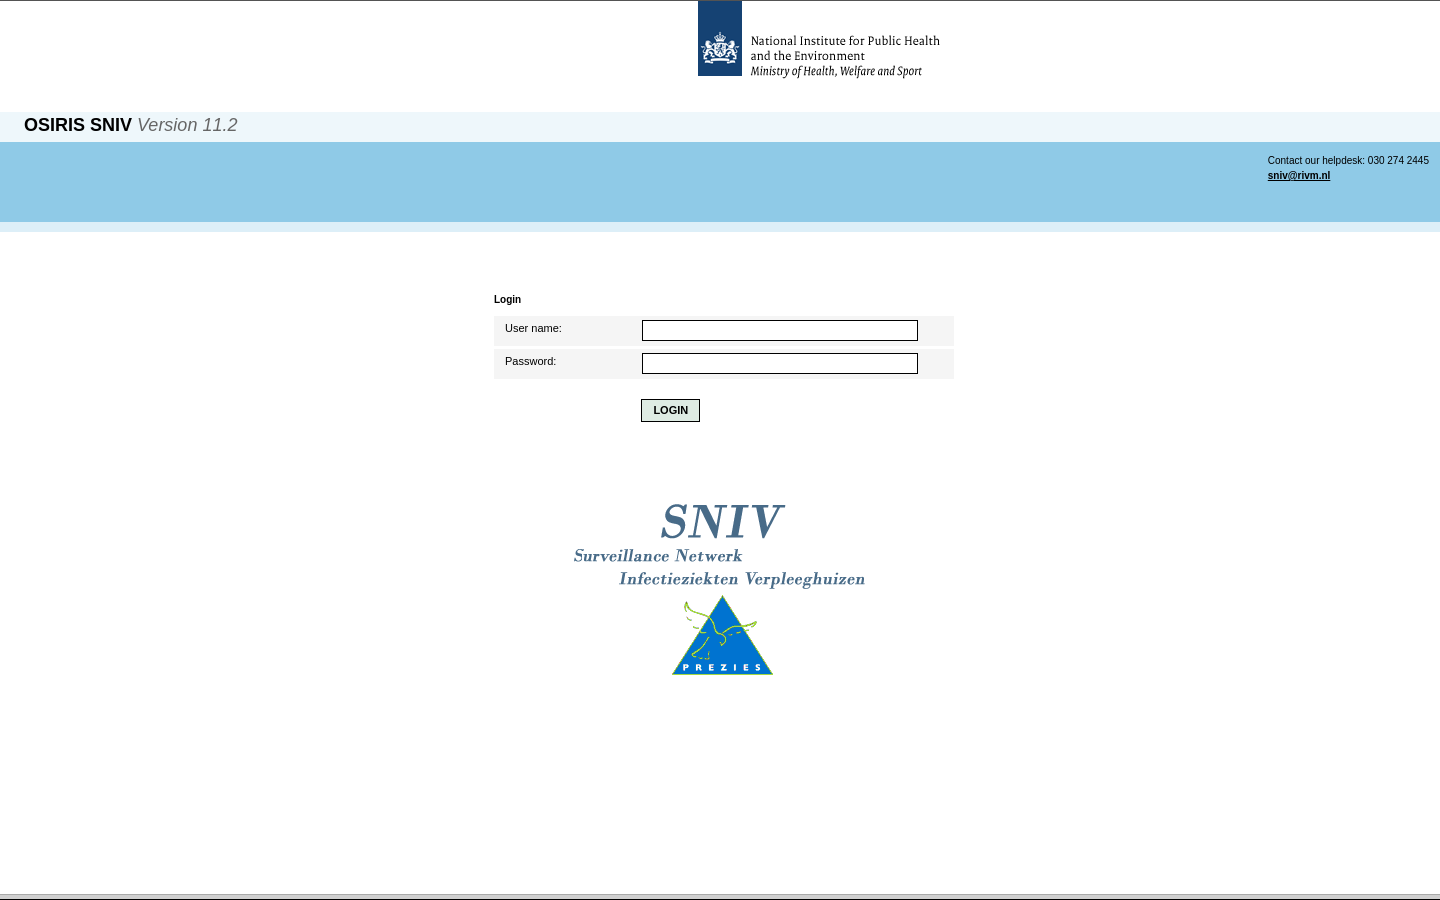 National Institute for Public Health
and the Environment
Ministry of Health, Welfare and Sport
OSIRIS SNIV Version 11.2
Contact our helpdesk: 030 274 2445
sniv@rivm.nl
Login
User name:
Password:
LOGIN
SNIV
Surveillance Netwerk
Infectieziekten Verpleeghuizen
PREZIES